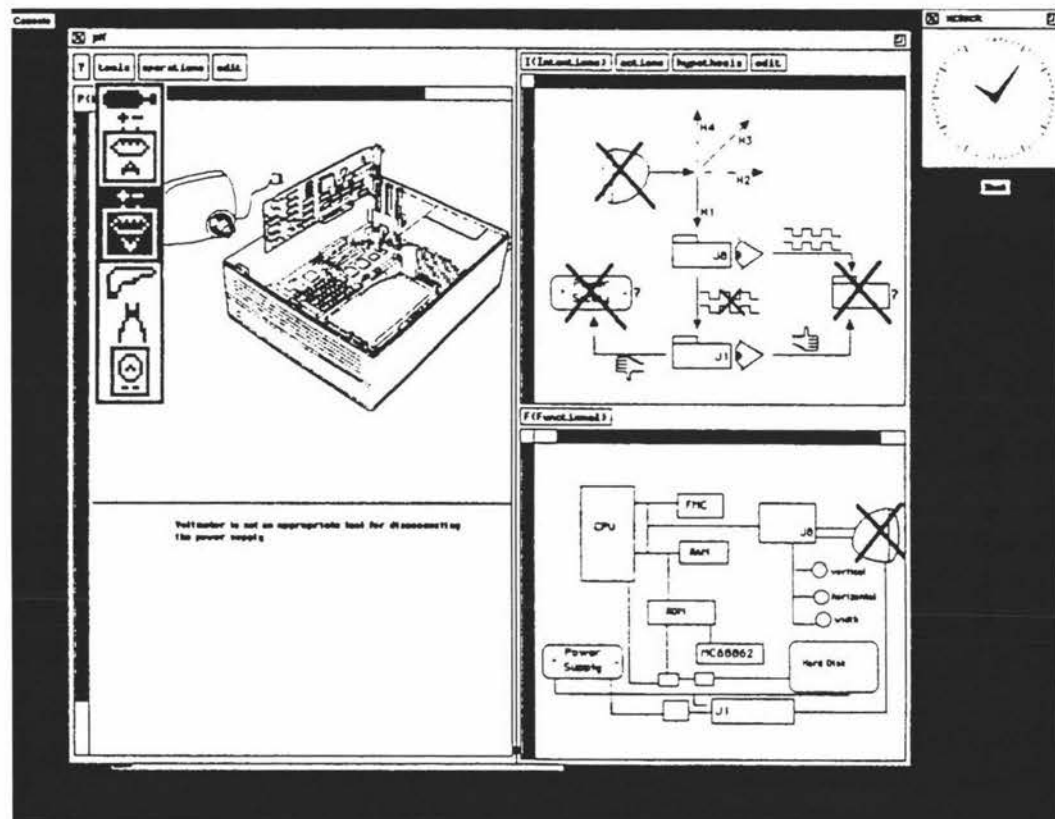 Console
xclock
? tools operations edit
I(Intentions) actions hypothesis edit
H4
H3
H2
H1
J8
?
?
J1
F(Functional)
CPU
FMC
J8
RAM
vertical
horizontal
width
ROM
Power
Supply
MC68862
Hard Disk
J1
Voltmeter is not an appropriate tool for disconnecting
the power supply